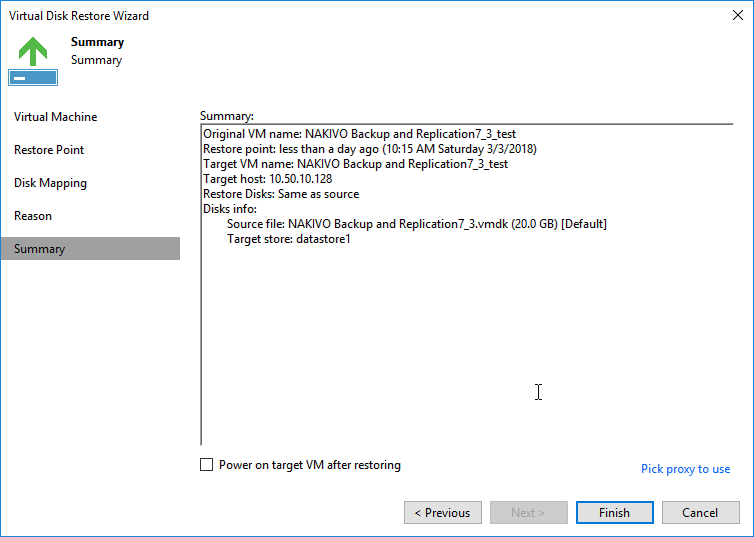 Virtual Disk Restore Wizard
Summary
Summary
Virtual Machine
Restore Point
Disk Mapping
Reason
Summary
Summary:
Original VM name: NAKIVO Backup and Replication7_3_test
Restore point: less than a day ago (10:15 AM Saturday 3/3/2018)
Target VM name: NAKIVO Backup and Replication7_3_test
Target host: 10.50.10.128
Restore Disks: Same as source
Disks info:
Source file: NAKIVO Backup and Replication7_3.vmdk (20.0 GB) [Default]
Target store: datastore1
Power on target VM after restoring
Pick proxy to use
< Previous
Next >
Finish
Cancel